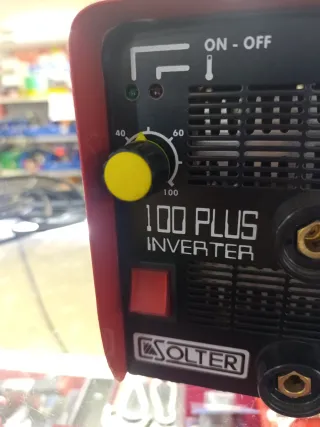 ON - OFF
40
60
100
100 PLUS
INVERTER
SOLTER